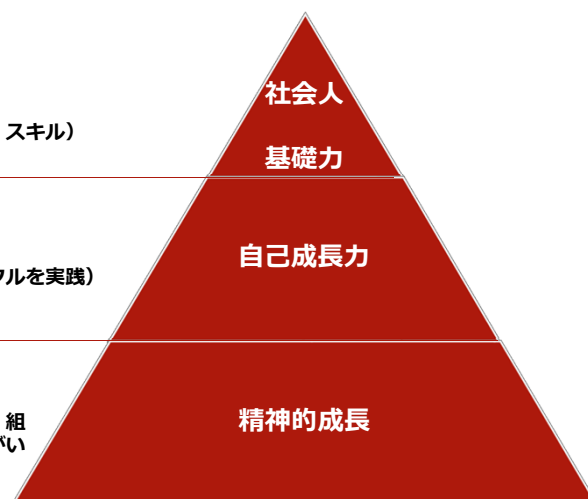 社会人
スキル）
基礎力
自己成長力
クルを実践）
精神的成長
組
がい